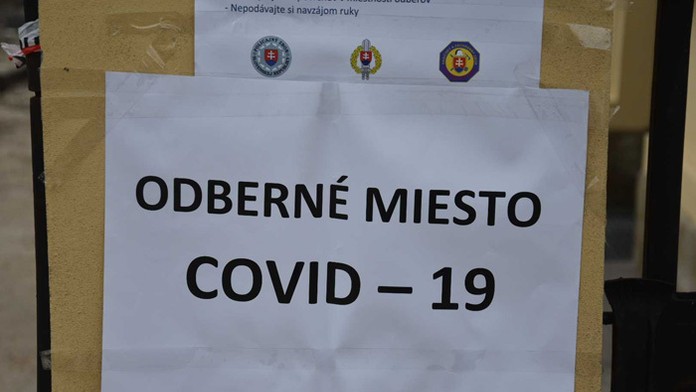 - Nepodávajte si navzájom ruky
ODBERNÉ MIESTO
COVID – 19